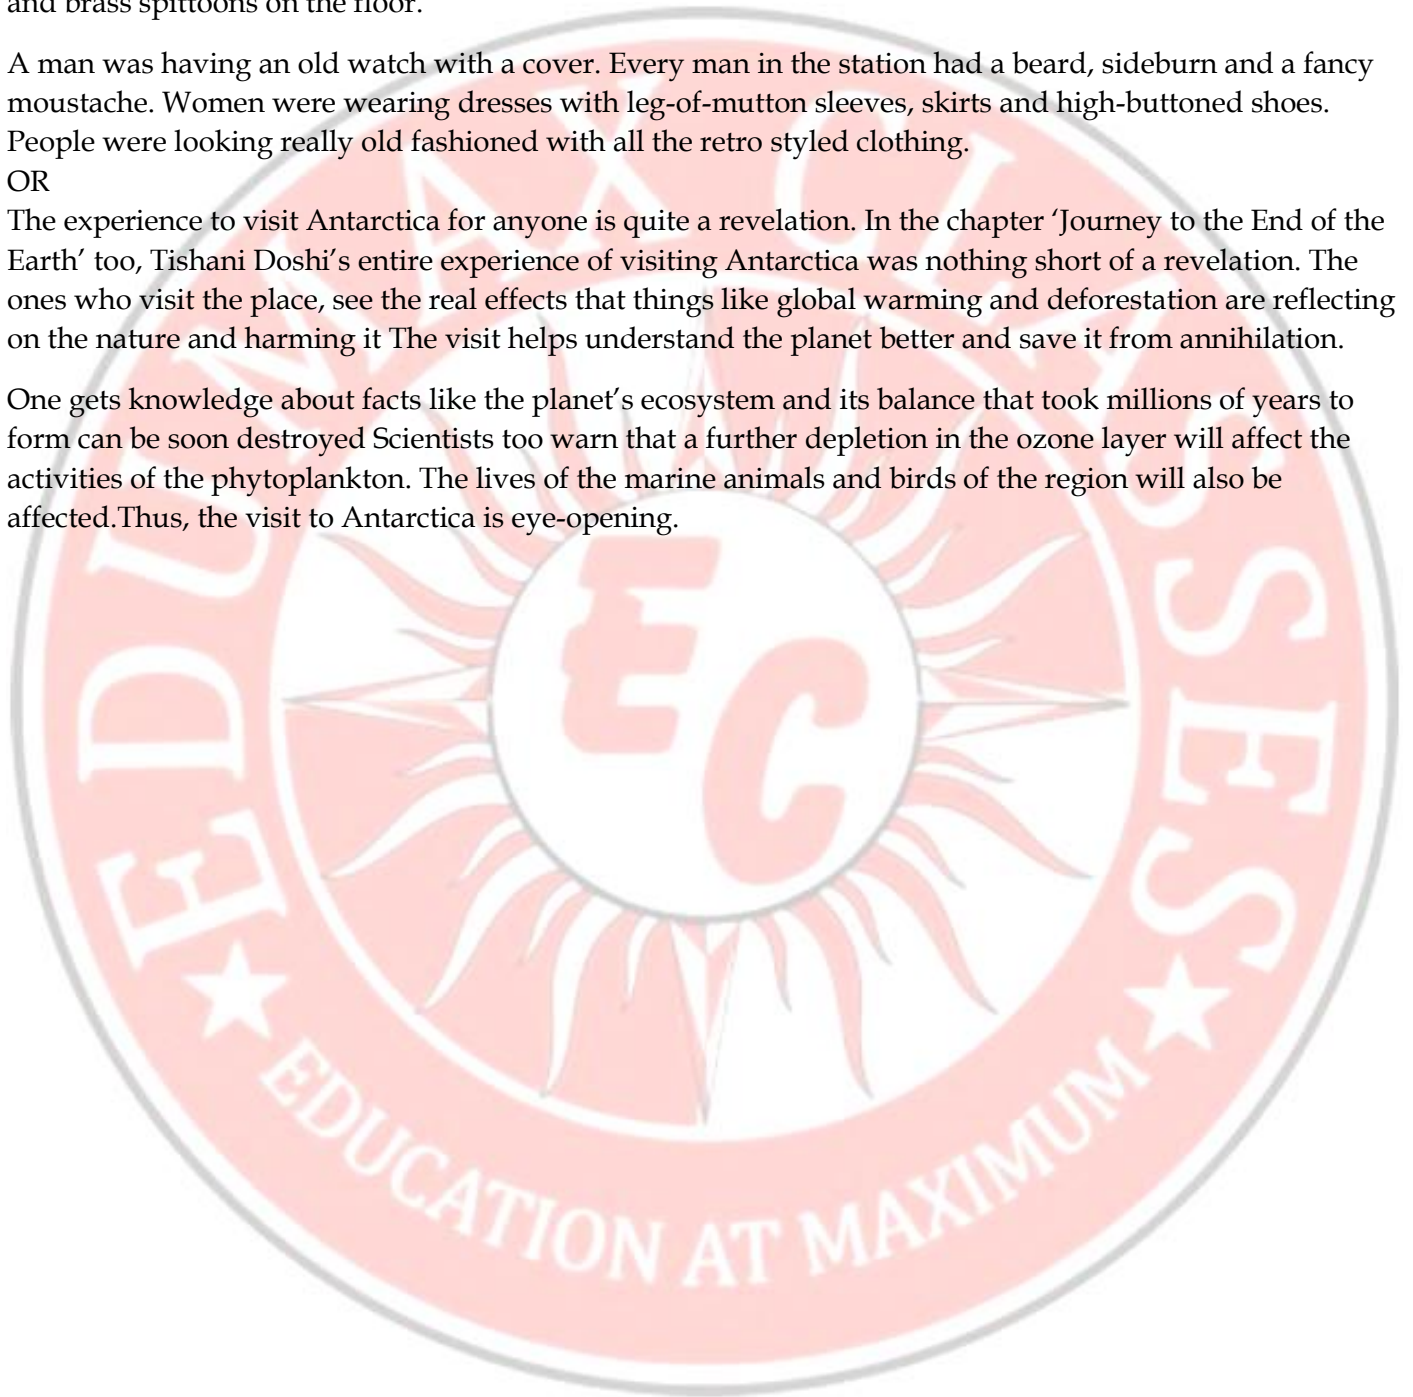 and brass spittoons on the floor.
A man was having an old watch with a cover. Every man in the station had a beard, sideburn and a fancy
moustache. Women were wearing dresses with leg-of-mutton sleeves, skirts and high-buttoned shoes.
People were looking really old fashioned with all the retro styled clothing.
OR
The experience to visit Antarctica for anyone is quite a revelation. In the chapter ‘Journey to the End of the
Earth’ too, Tishani Doshi’s entire experience of visiting Antarctica was nothing short of a revelation. The
ones who visit the place, see the real effects that things like global warming and deforestation are reflecting
on the nature and harming it The visit helps understand the planet better and save it from annihilation.
One gets knowledge about facts like the planet’s ecosystem and its balance that took millions of years to
form can be soon destroyed Scientists too warn that a further depletion in the ozone layer will affect the
activities of the phytoplankton. The lives of the marine animals and birds of the region will also be
affected.Thus, the visit to Antarctica is eye-opening.
EDUMAX CLASSES
EC
EDUCATION AT MAXIMUM